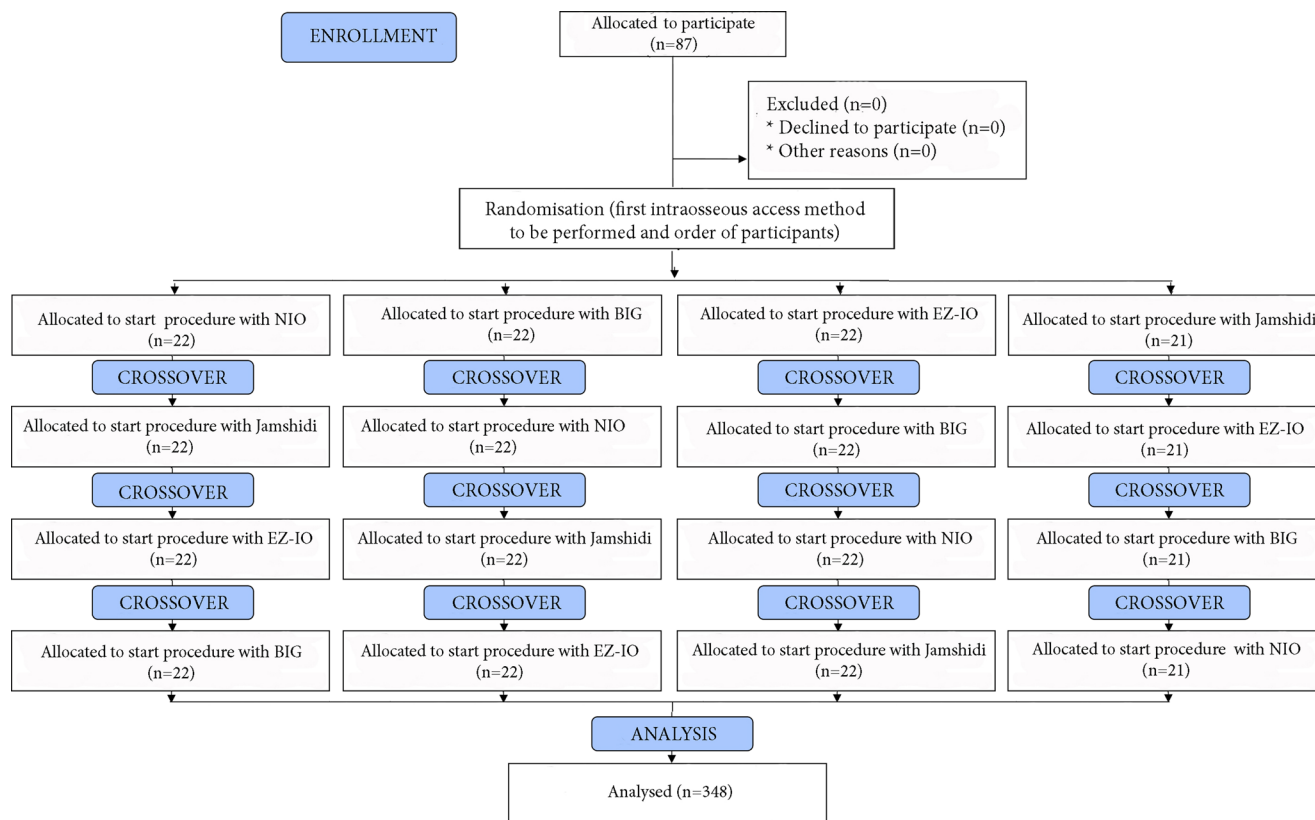 ENROLLMENT
Allocated to participate
(n=87)
Excluded (n=0)
* Declined to participate (n=0)
* Other reasons (n=0)
Randomisation (first intraosseous access method
to be performed and order of participants)
Allocated to start procedure with NIO
(n=22)
Allocated to start procedure with BIG
(n=22)
Allocated to start procedure with EZ-IO
(n=22)
Allocated to start procedure with Jamshidi
(n=21)
CROSSOVER
CROSSOVER
CROSSOVER
CROSSOVER
Allocated to start procedure with Jamshidi
(n=22)
Allocated to start procedure with NIO
(n=22)
Allocated to start procedure with BIG
(n=22)
Allocated to start procedure with EZ-IO
(n=21)
CROSSOVER
CROSSOVER
CROSSOVER
CROSSOVER
Allocated to start procedure with EZ-IO
(n=22)
Allocated to start procedure with Jamshidi
(n=22)
Allocated to start procedure with NIO
(n=22)
Allocated to start procedure with BIG
(n=21)
CROSSOVER
CROSSOVER
CROSSOVER
CROSSOVER
Allocated to start procedure with BIG
(n=22)
Allocated to start procedure with EZ-IO
(n=22)
Allocated to start procedure with Jamshidi
(n=22)
Allocated to start procedure with NIO
(n=21)
ANALYSIS
Analysed (n=348)